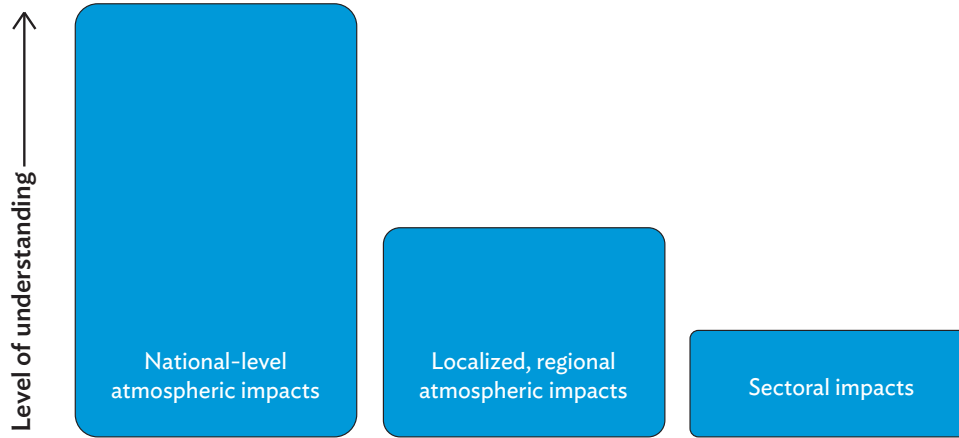 Level of understanding
National-level
atmospheric impacts
Localized, regional
atmospheric impacts
Sectoral impacts